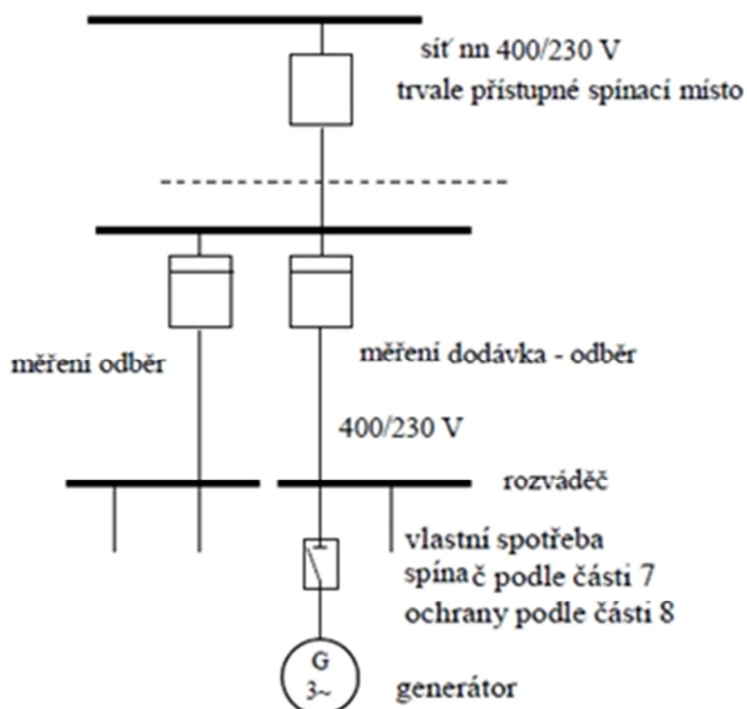 síť nn 400/230 V
trvale přístupné spínací místo
měření odběr
měření dodávka - odběr
400/230 V
rozváděč
vlastní spotřeba
spínač podle části 7
ochrany podle části 8
G
3~
generátor